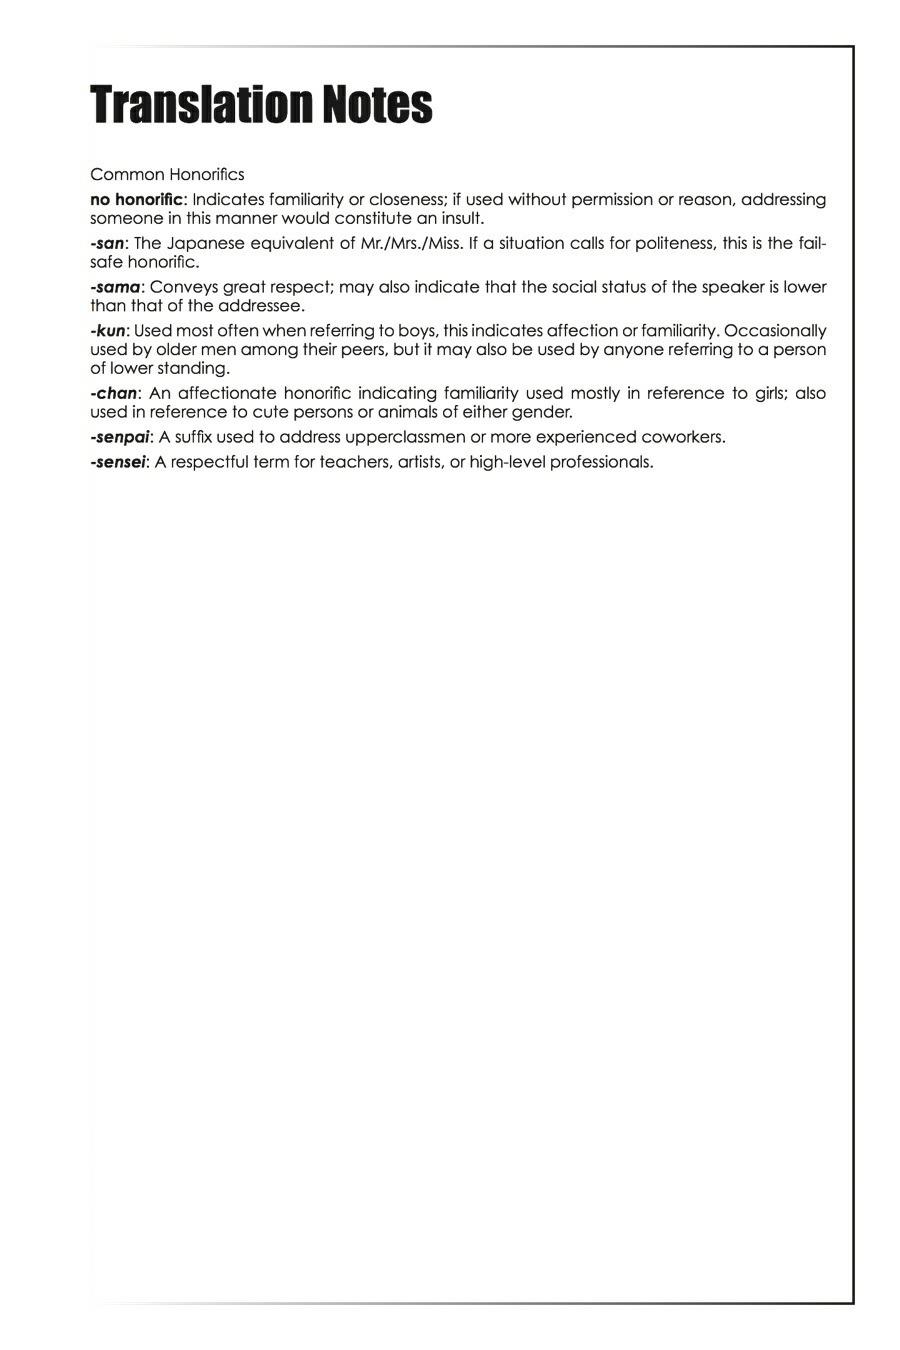 Translation Notes
Common Honorifics
no honorific: Indicates familiarity or closeness; if used without permission or reason, addressing
someone in this manner would constitute an insult.
-san: The Japanese equivalent of Mr./Mrs./Miss. If a situation calls for politeness, this is the fail-
safe honorific.
-sama: Conveys great respect; may also indicate that the social status of the speaker is lower
than that of the addressee.
-kun: Used most often when referring to boys, this indicates affection or familiarity. Occasionally
used by older men among their peers, but it may also be used by anyone referring to a person
of lower standing.
-chan: An affectionate honorific indicating familiarity used mostly in reference to girls; also
used in reference to cute persons or animals of either gender.
-senpai: A suffix used to address upperclassmen or more experienced coworkers.
-sensei: A respectful term for teachers, artists, or high-level professionals.